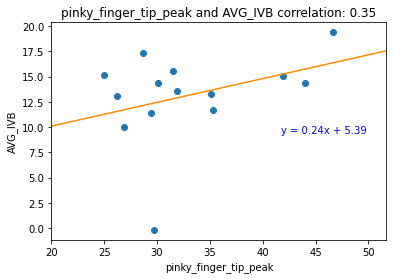 pinky_finger_tip_peak and AVG_IVB correlation: 0.35
20.0
17.5
15.0
12.5
10.0
7.5
5.0
2.5
0.0
AVG_IVB
y = 0.24x + 5.39
20 25 30 35 40 45 50
pinky_finger_tip_peak